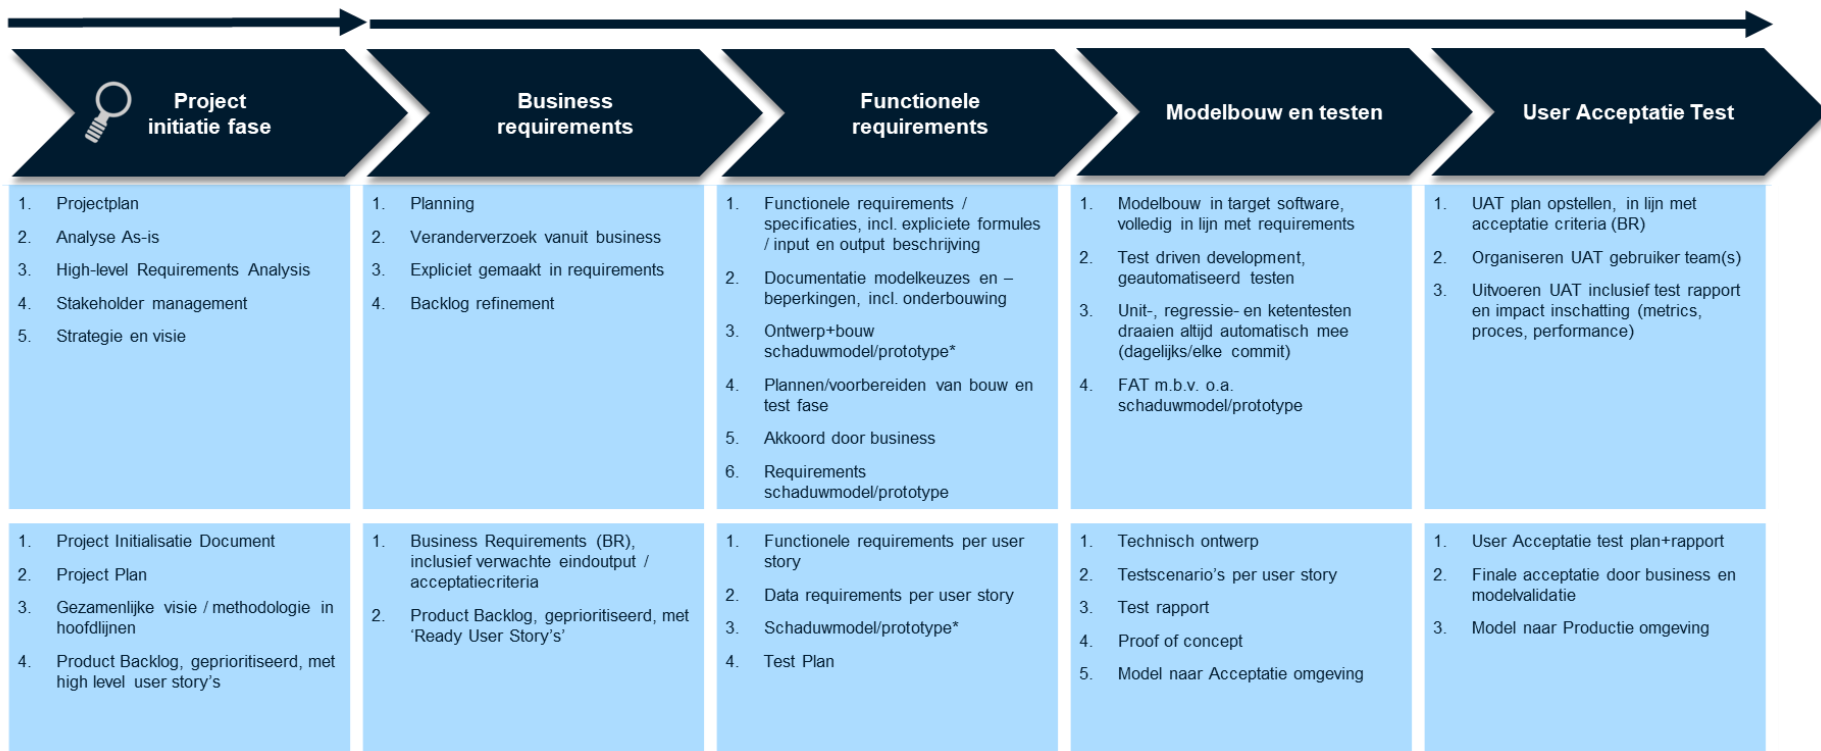 Project
initiatie fase
Business
requirements
Functionele
requirements
Modelbouw en testen
User Acceptatie Test
1. Projectplan
2. Analyse As-is
3. High-level Requirements Analysis
4. Stakeholder management
5. Strategie en visie
1. Planning
2. Veranderverzoek vanuit business
3. Expliciet gemaakt in requirements
4. Backlog refinement
1. Functionele requirements /
specificaties, incl. expliciete formules
/ input en output beschrijving
2. Documentatie modelkeuzes en –
beperkingen, incl. onderbouwing
3. Ontwerp+bouw
schaduwmodel/prototype*
4. Plannen/voorbereiden van bouw en
test fase
5. Akkoord door business
6. Requirements
schaduwmodel/prototype
1. Modelbouw in target software,
volledig in lijn met requirements
2. Test driven development,
geautomatiseerd testen
3. Unit-, regressie- en ketentesten
draaien altijd automatisch mee
(dagelijks/elke commit)
4. FAT m.b.v. o.a.
schaduwmodel/prototype
1. UAT plan opstellen, in lijn met
acceptatie criteria (BR)
2. Organiseren UAT gebruiker team(s)
3. Uitvoeren UAT inclusief test rapport
en impact inschatting (metrics,
proces, performance)
1. Project Initialisatie Document
2. Project Plan
3. Gezamenlijke visie / methodologie in
hoofdlijnen
4. Product Backlog, geprioritiseerd, met
high level user story's
1. Business Requirements (BR),
inclusief verwachte eindoutput /
acceptatiecriteria
2. Product Backlog, geprioritiseerd, met
‘Ready User Story’s’
1. Functionele requirements per user
story
2. Data requirements per user story
3. Schaduwmodel/prototype*
4. Test Plan
1. Technisch ontwerp
2. Testscenario’s per user story
3. Test rapport
4. Proof of concept
5. Model naar Acceptatie omgeving
1. User Acceptatie test plan+rapport
2. Finale acceptatie door business en
modelvalidatie
3. Model naar Productie omgeving